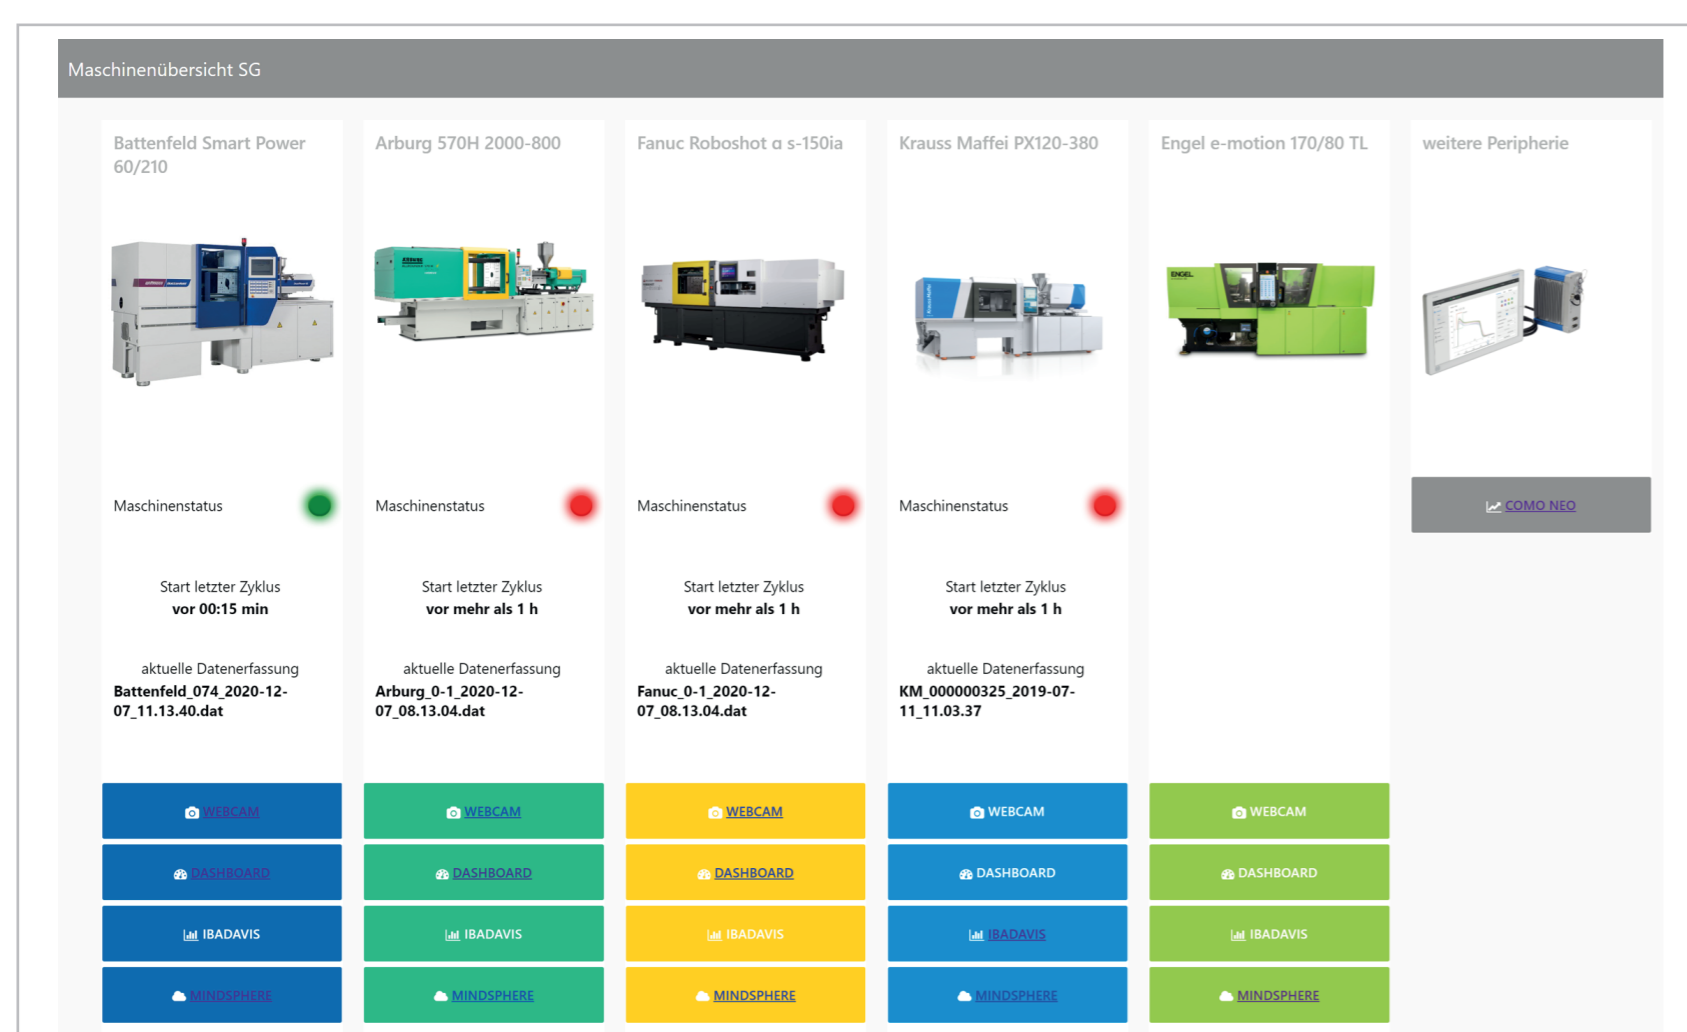 Maschinenübersicht SG
Battenfeld Smart Power
60/210
Maschinenstatus
Start letzter Zyklus
vor 00:15 min
aktuelle Datenerfassung
Battenfeld_074_2020-12-
07_11.13.40.dat
WEBCAM
DASHBOARD
IBADAVIS
MINDSPHERE
Arburg 570H 2000-800
Maschinenstatus
Start letzter Zyklus
vor mehr als 1 h
aktuelle Datenerfassung
Arburg_0-1_2020-12-
07_08.13.04.dat
WEBCAM
DASHBOARD
IBADAVIS
MINDSPHERE
Fanuc Roboshot α s-150ia
Maschinenstatus
Start letzter Zyklus
vor mehr als 1 h
aktuelle Datenerfassung
Fanuc_0-1_2020-12-
07_08.13.04.dat
WEBCAM
DASHBOARD
IBADAVIS
MINDSPHERE
Krauss Maffei PX120-380
Krauss Maffei
Maschinenstatus
Start letzter Zyklus
vor mehr als 1 h
aktuelle Datenerfassung
KM_000000325_2019-07-
11_11.03.37
WEBCAM
DASHBOARD
IBADAVIS
MINDSPHERE
Engel e-motion 170/80 TL
ENGEL
WEBCAM
DASHBOARD
IBADAVIS
MINDSPHERE
weitere Peripherie
COMO NEO